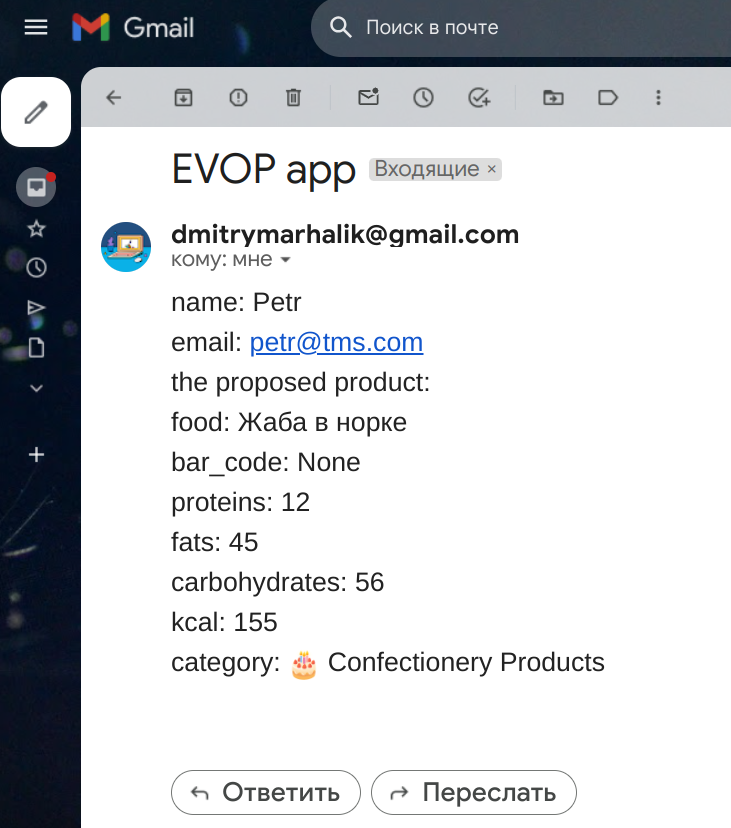 Gmail
Поиск в почте
EVOP app Входящие ×
dmitrymarhalik@gmail.com
кому: мне
name: Petr
email: petr@tms.com
the proposed product:
food: Жаба в норке
bar_code: None
proteins: 12
fats: 45
carbohydrates: 56
kcal: 155
category: 🎂 Confectionery Products
Ответить Переслать